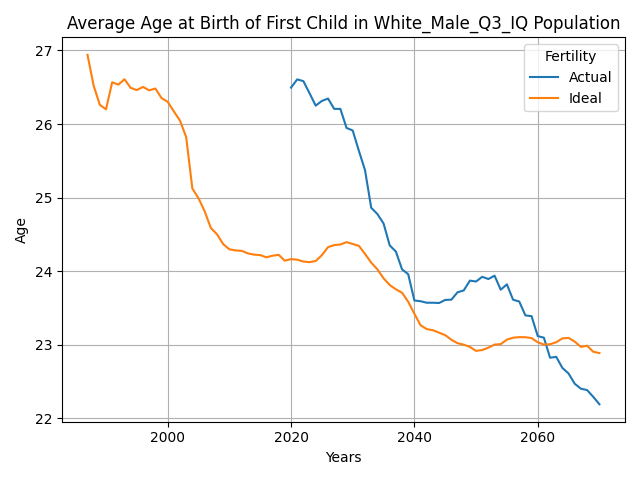 Average Age at Birth of First Child in White_Male_Q3_IQ Population
Fertility
Actual
Ideal
27
26
25
24
23
22
Age
2000
2020
2040
2060
Years